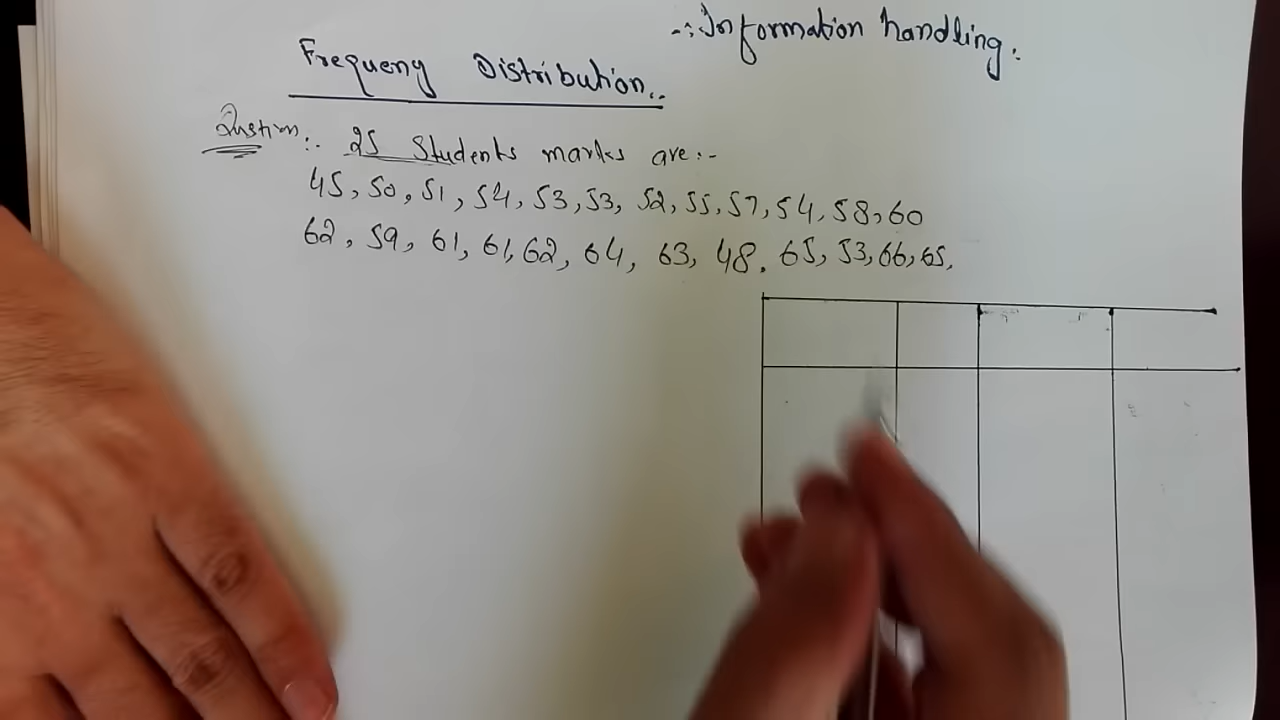 -:Information handling:
Frequeny Distribution..
Qustion:. 25 Students marks are:-
45, 50, 51, 54, 53, 53, 52, 55, 57, 54, 58, 60
62, 59, 61, 61, 62, 64, 63, 48. 65, 53, 66, 65,